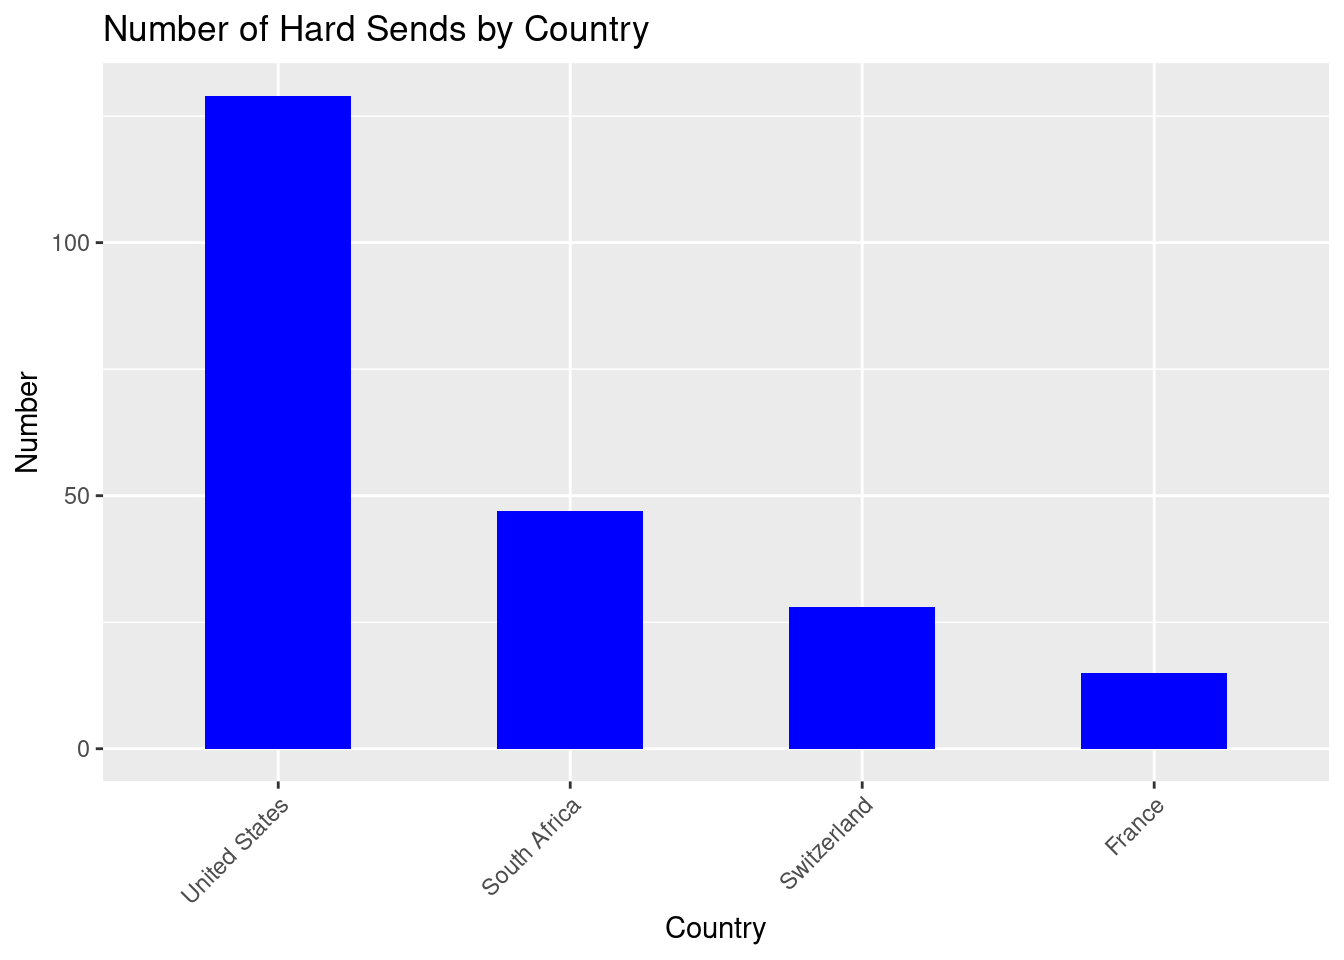 Number of Hard Sends by Country
Number
100
50
0
United States
South Africa
Switzerland
France
Country